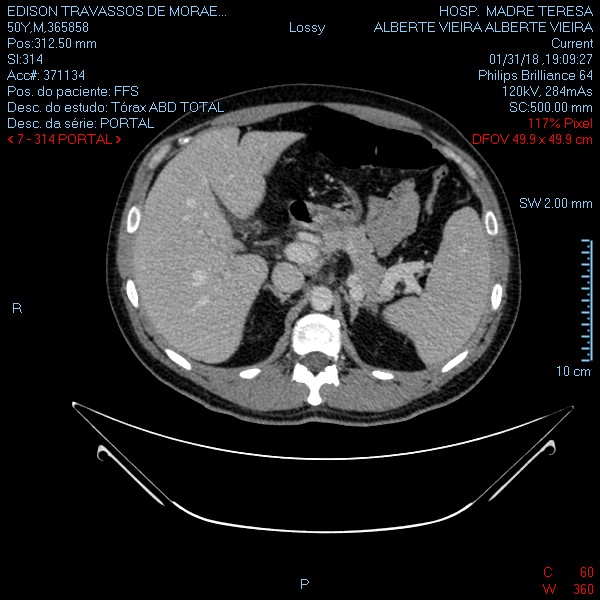 EDISON TRAVASSOS DE MORAE...
50Y,M,365858
Pos:312.50 mm
SI:314
Acc#: 371134
Pos. do paciente: FFS
Desc. do estudo: Tórax ABD TOTAL
Desc. da série: PORTAL
< 7 - 314 PORTAL >
Lossy
HOSP. MADRE TERESA
ALBERTE VIEIRA ALBERTE VIEIRA
Current
01/31/18 ,19:09:27
Philips Brilliance 64
120kV, 284mAs
SC:500.00 mm
117% Pixel
DFOV 49.9 x 49.9 cm
SW 2.00 mm
R
10 cm
P
C 60
W 360